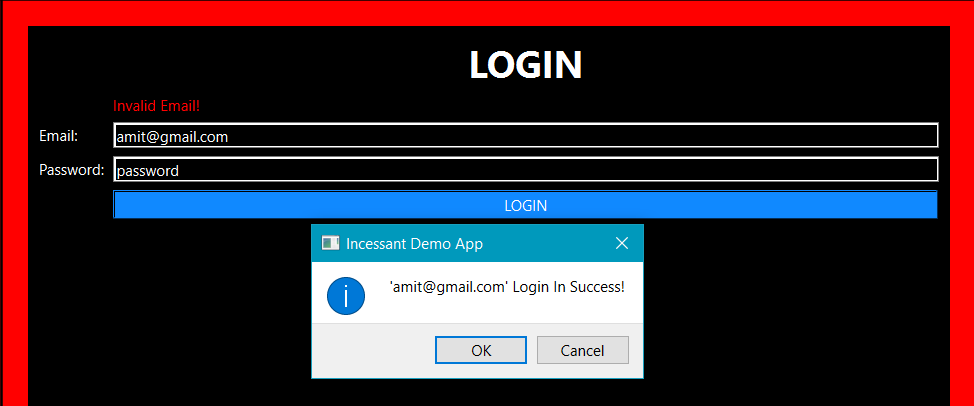 LOGIN
Invalid Email!
Email: amit@gmail.com
Password: password
LOGIN
Incessant Demo App
'amit@gmail.com' Login In Success!
OK Cancel